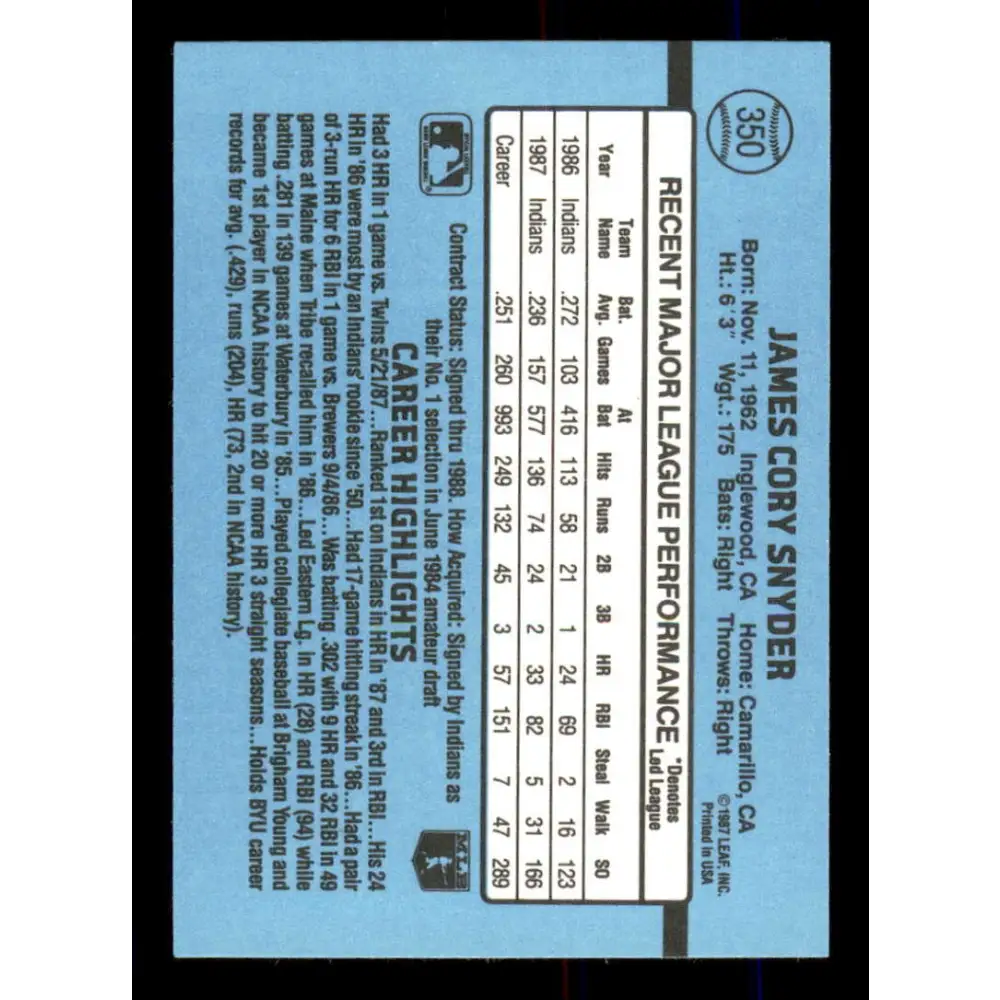 350
JAMES CORY SNYDER
Born: Nov. 11, 1962 Inglewood, CA Home: Camarillo, CA
Ht.: 6'3" Wgt.: 175 Bats: Right Throws: Right
©1987 LEAF, INC.
Printed in USA
RECENT MAJOR LEAGUE PERFORMANCE *Denotes Led League
Year Team Name Bat. Avg. Games At Bat Hits Runs 2B 3B HR RBI Steal Walk SO
1986 Indians .272 103 416 113 58 21 1 24 69 2 16 123
1987 Indians .236 157 577 136 74 24 2 33 82 5 31 166
Career .251 260 993 249 132 45 3 57 151 7 47 289
Contract Status: Signed thru 1988. How Acquired: Signed by Indians as
their No. 1 selection in June 1984 amateur draft
MLB
CAREER HIGHLIGHTS
Had 3 HR in 1 game vs. Twins 5/21/87...Ranked 1st on Indians in HR in '87 and 3rd in RBI...His 24
HR in '86 were most by an Indians' rookie since '50...Had 17-game hitting streak in '86...Had a pair
of 3-run HR for 6 RBI in 1 game vs. Brewers 9/4/86...Was batting .302 with 9 HR and 32 RBI in 49
games at Maine when Tribe recalled him in '86...Led Eastern Lg. in HR (28) and RBI (94) while
batting .281 in 139 games at Waterbury in '85...Played collegiate baseball at Brigham Young and
became 1st player in NCAA history to hit 20 or more HR 3 straight seasons...Holds BYU career
records for avg. (.429), runs (204), HR (73, 2nd in NCAA history).